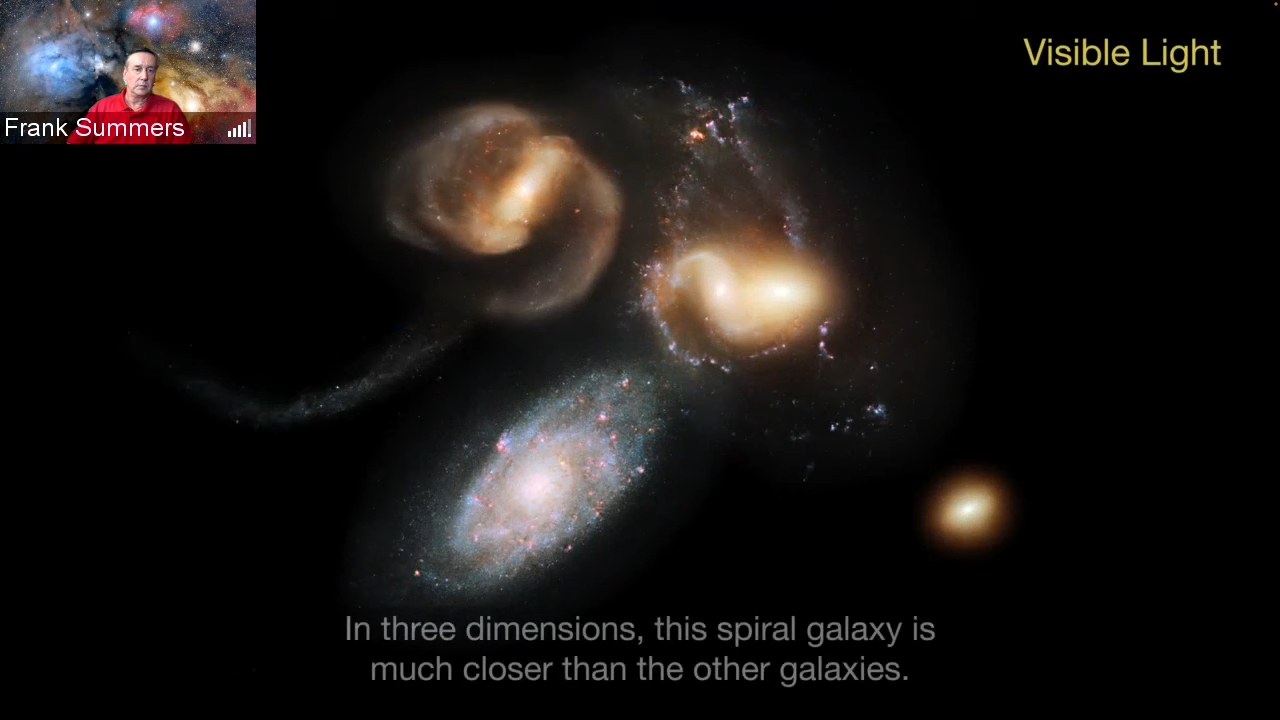 Visible Light
Frank Summers
In three dimensions, this spiral galaxy is
much closer than the other galaxies.